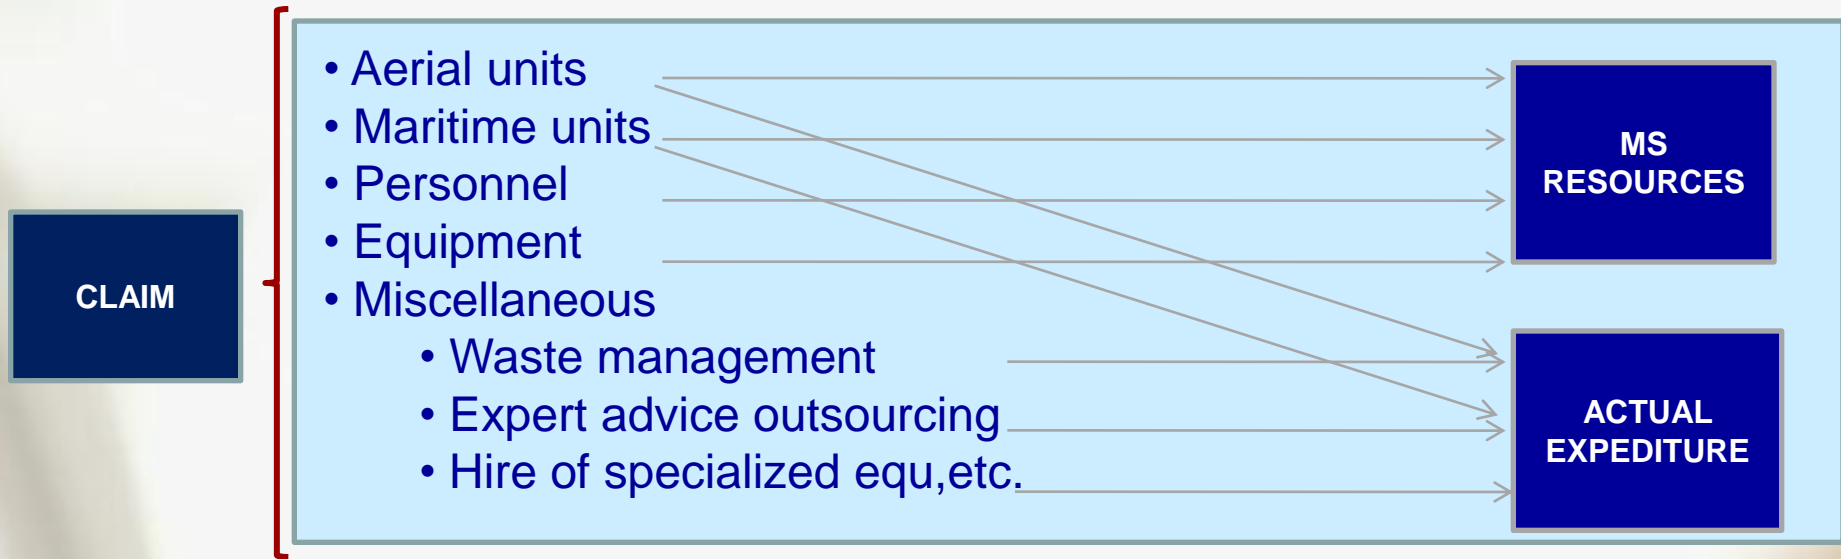 CLAIM
• Aerial units
• Maritime units
• Personnel
• Equipment
• Miscellaneous
• Waste management
• Expert advice outsourcing
• Hire of specialized equ,etc.
MS
RESOURCES
ACTUAL
EXPEDITURE